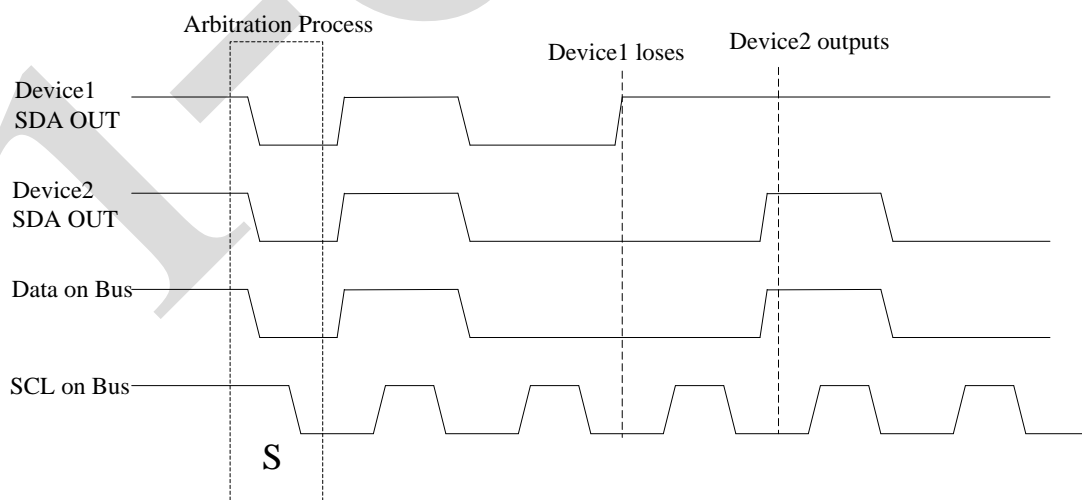 Arbitration Process
Device1 loses
Device2 outputs
Device1
SDA OUT
Device2
SDA OUT
Data on Bus
SCL on Bus
S